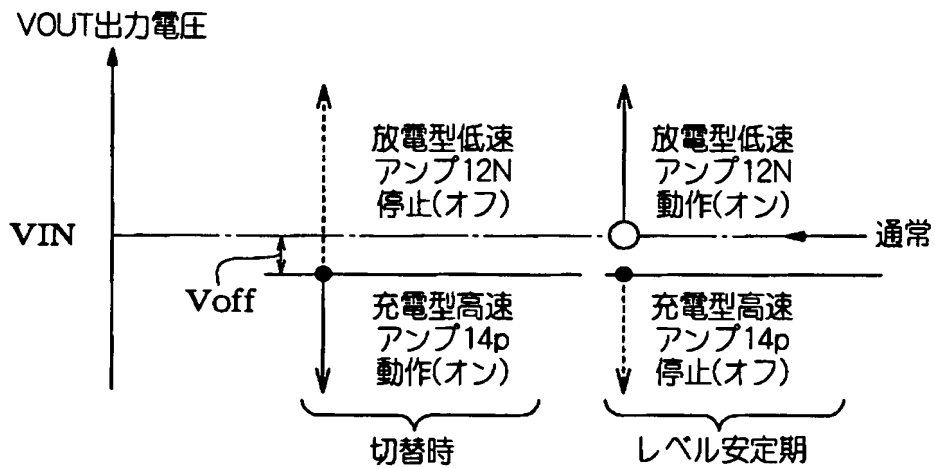 VOUT出力電圧
放電型低速
アンプ12N
停止(オフ)
放電型低速
アンプ12N
動作(オン)
VIN
通常
Voff
充電型高速
アンプ14p
動作(オン)
充電型高速
アンプ14p
停止(オフ)
切替時
レベル安定期